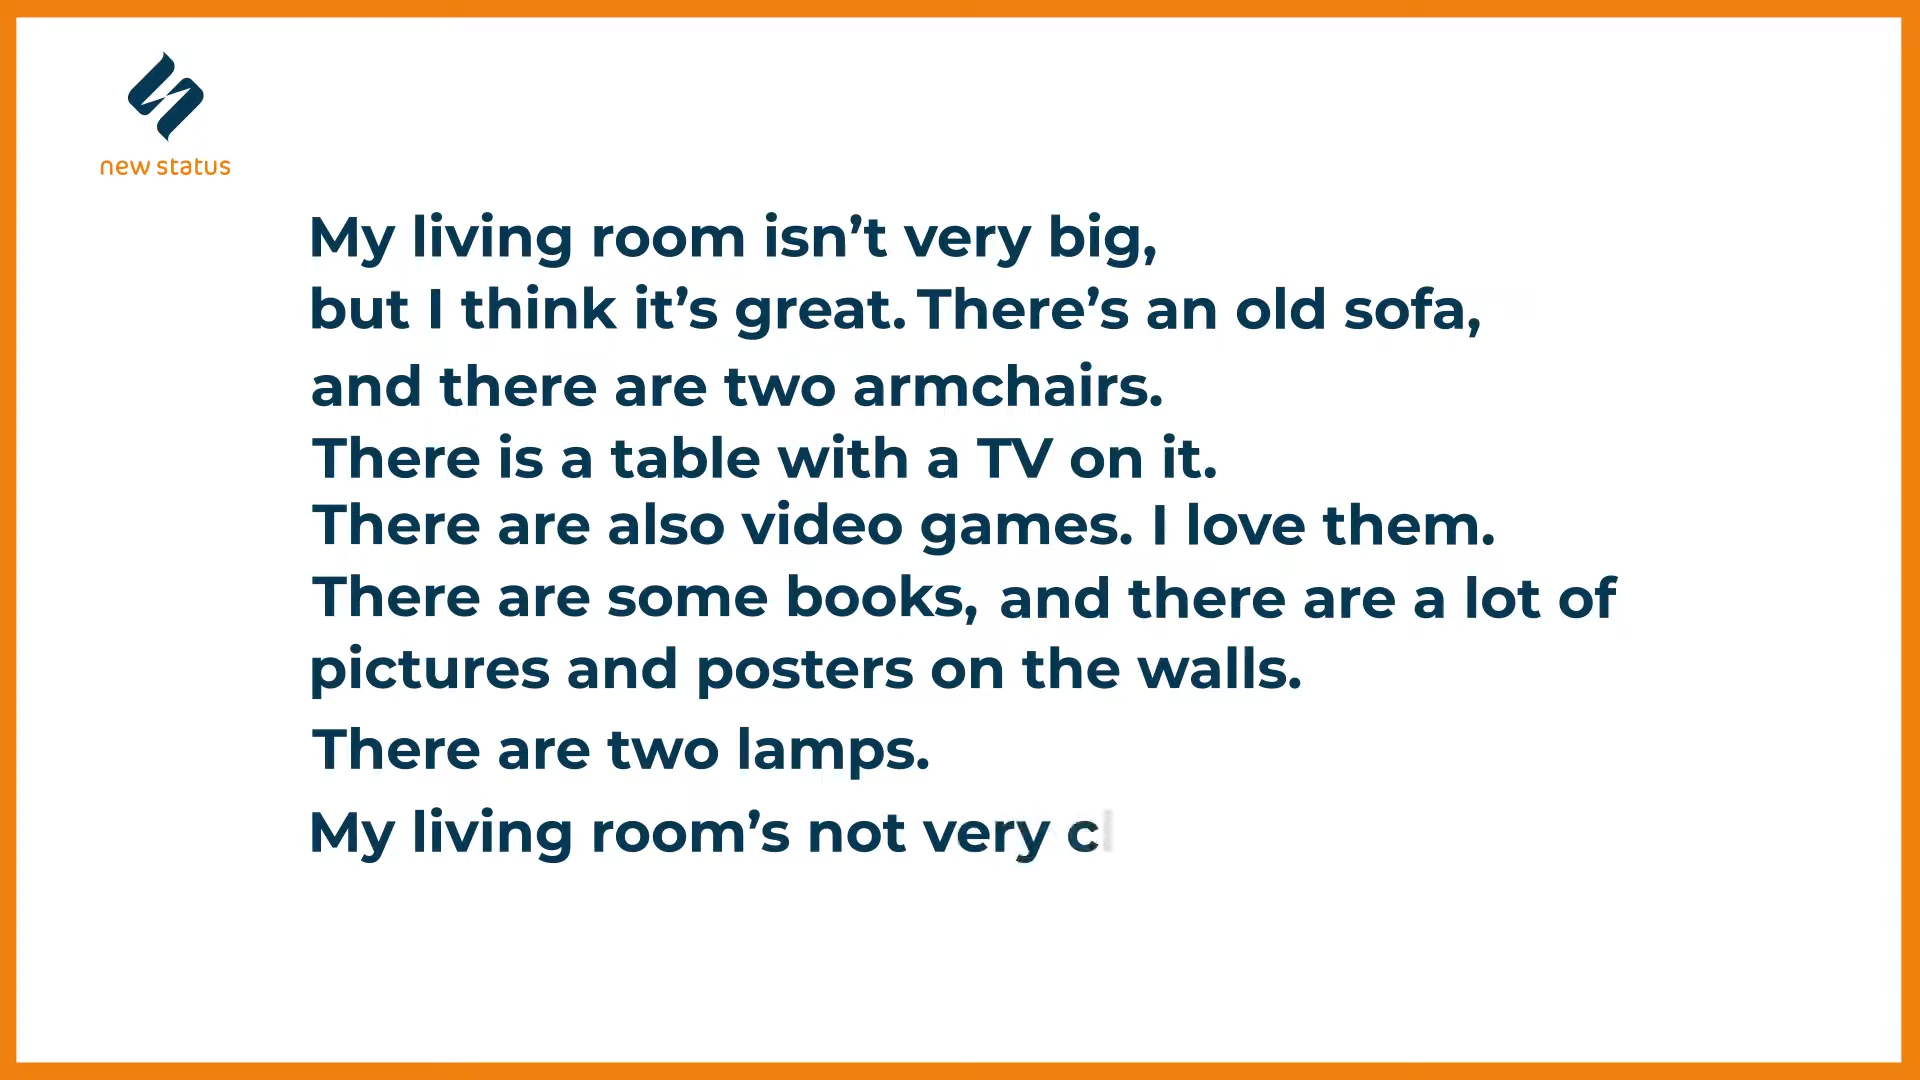 new status
My living room isn’t very big,
but I think it’s great. There’s an old sofa,
and there are two armchairs.
There is a table with a TV on it.
There are also video games. I love them.
There are some books, and there are a lot of
pictures and posters on the walls.
There are two lamps.
My living room’s not very